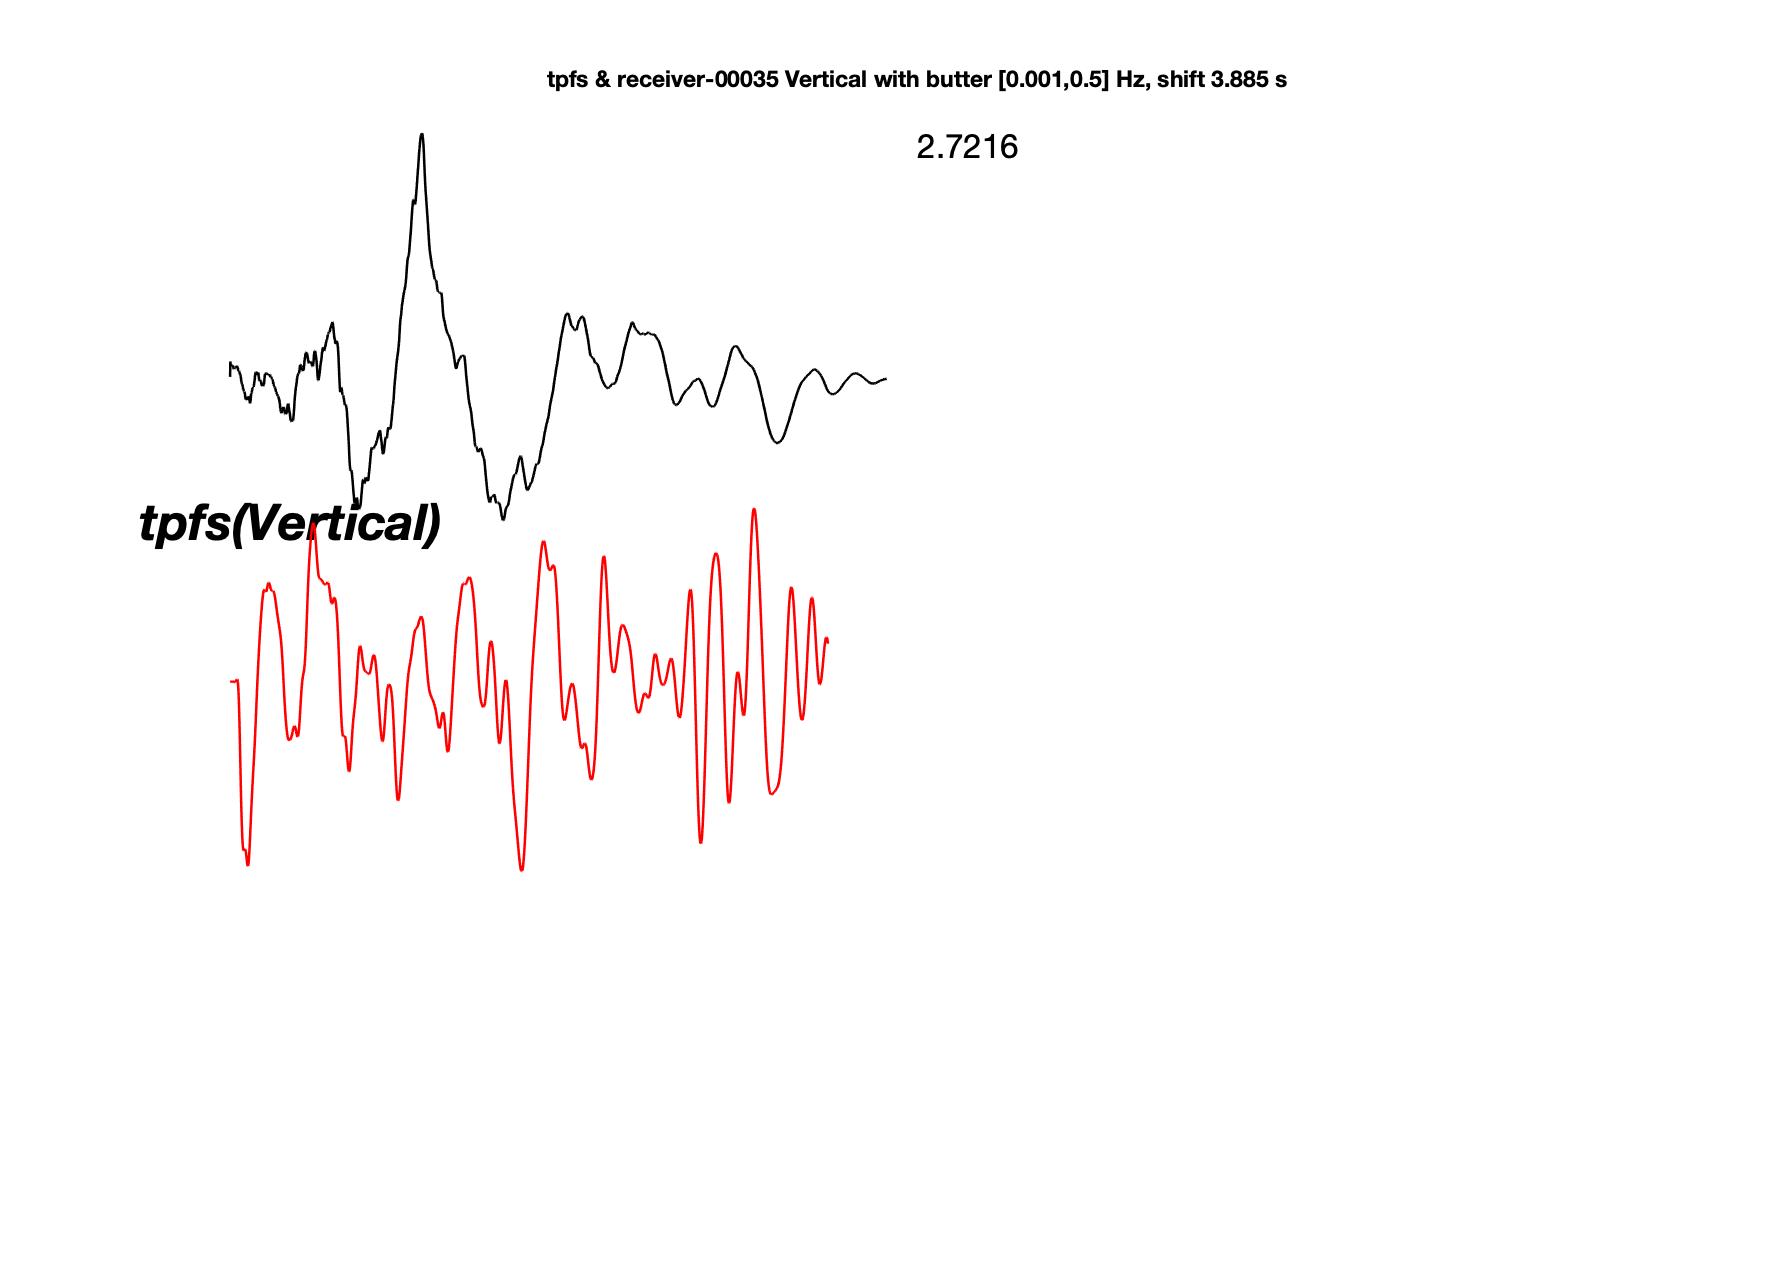 tpfs & receiver-00035 Vertical with butter [0.001,0.5] Hz, shift 3.885 s
2.7216
tpfs(Vertical)